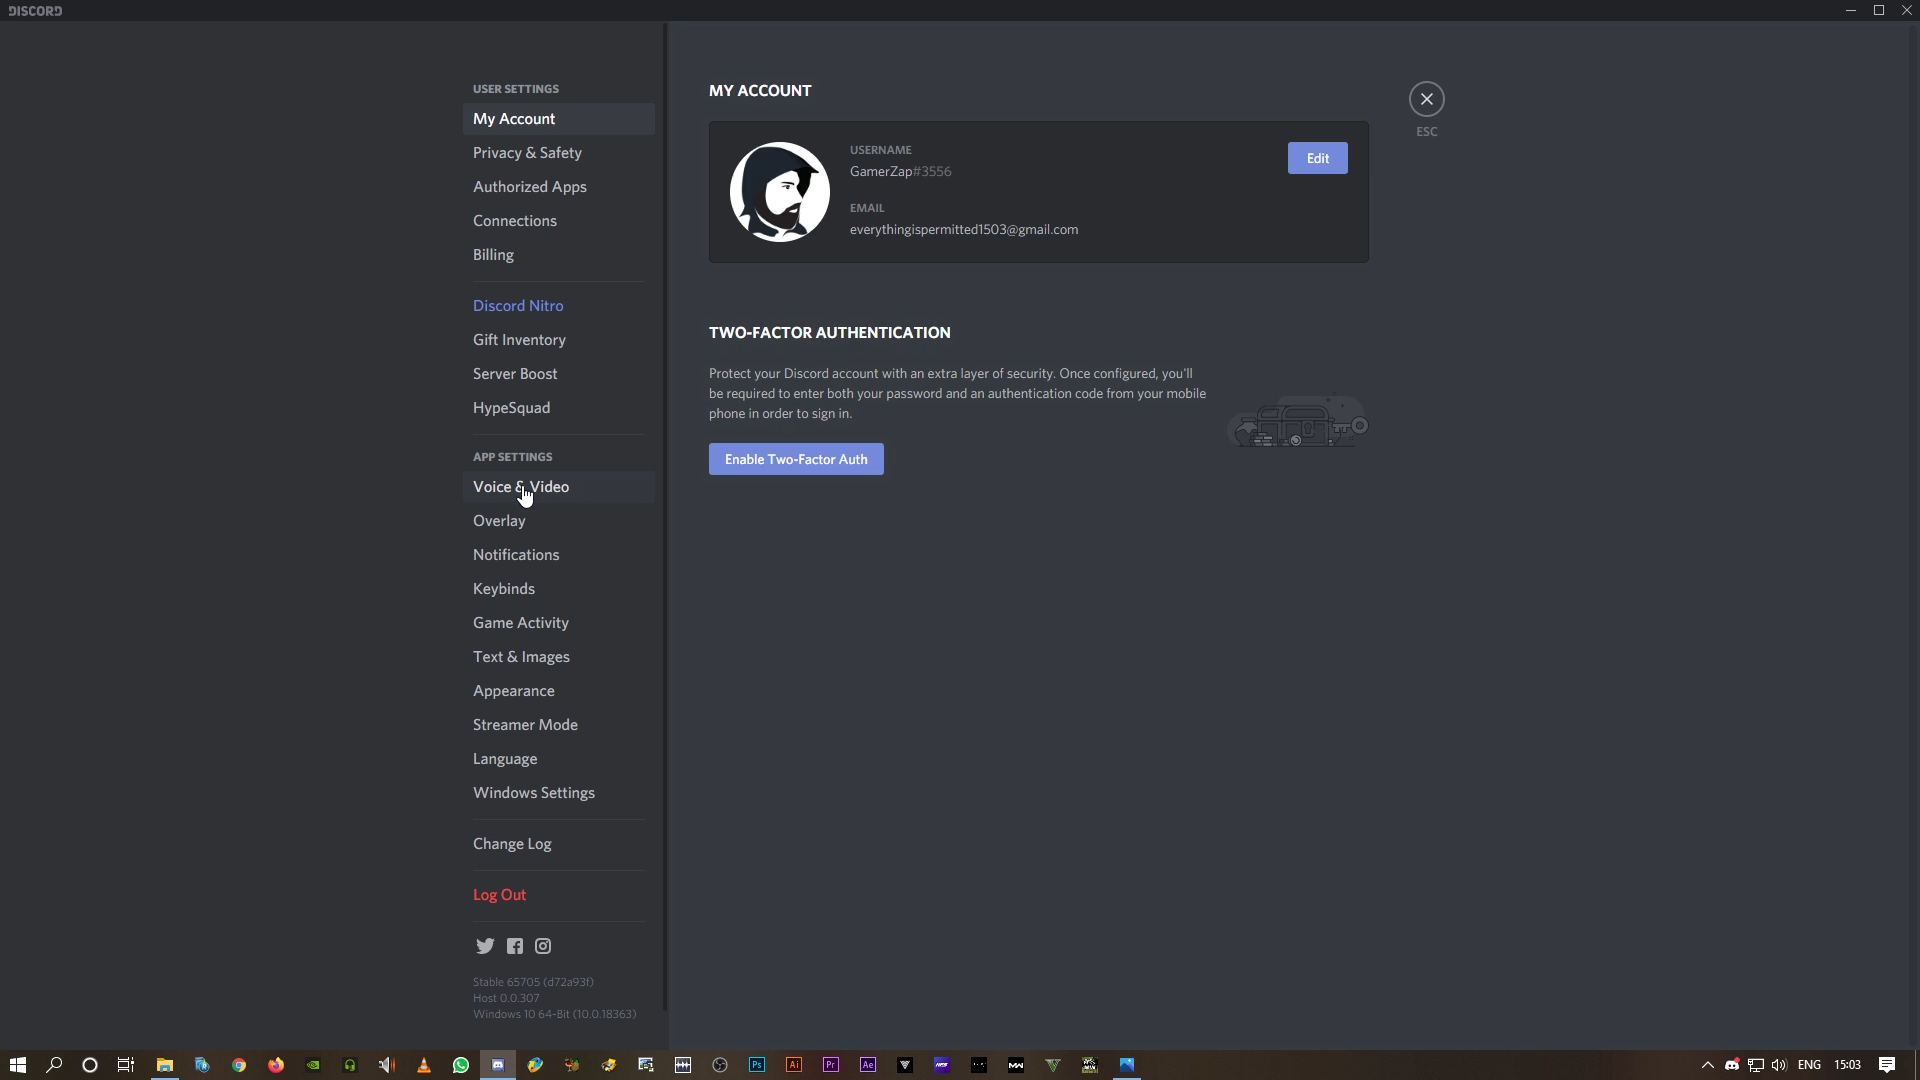 DISCORD
USER SETTINGS
My Account
Privacy & Safety
Authorized Apps
Connections
Billing
Discord Nitro
Gift Inventory
Server Boost
HypeSquad
APP SETTINGS
Voice & Video
Overlay
Notifications
Keybinds
Game Activity
Text & Images
Appearance
Streamer Mode
Language
Windows Settings
Change Log
Log Out
Stable 65705 (d72a93f)
Host 0.0.307
Windows 10 64-Bit (10.0.18363)
MY ACCOUNT
USERNAME
GamerZap#3556
EMAIL
everythingispermitted1503@gmail.com
Edit
ESC
TWO-FACTOR AUTHENTICATION
Protect your Discord account with an extra layer of security. Once configured, you'll
be required to enter both your password and an authentication code from your mobile
phone in order to sign in.
Enable Two-Factor Auth
Ps
Ai
Pr
Ae
MW
ENG
15:03